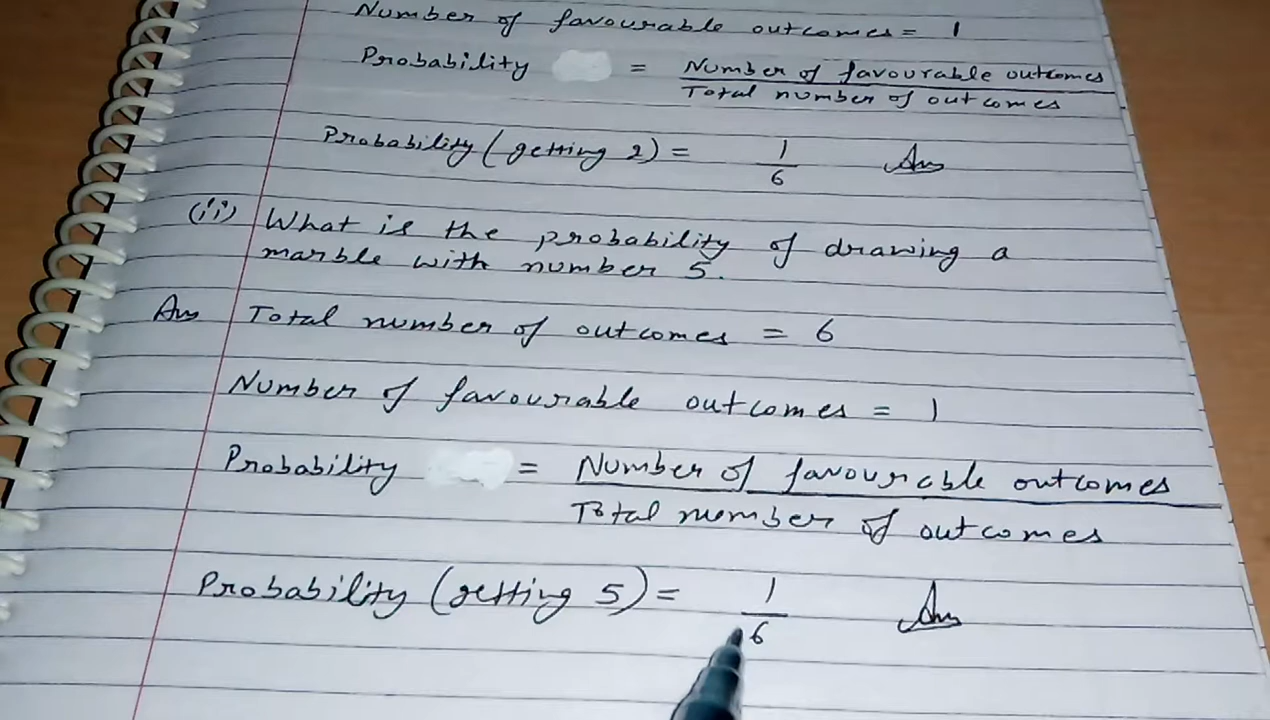 Number of favourable outcomes = 1
Probability = Number of favourable outcomes
Total number of outcomes
Probability (getting 2) = 1
6 Ans
(ii) What is the probability of drawing a
marble with number 5.
Ans Total number of outcomes = 6
Number of favourable outcomes = 1
Probability = Number of favourable outcomes
Total number of outcomes
Probability (getting 5) = 1
6 Ans